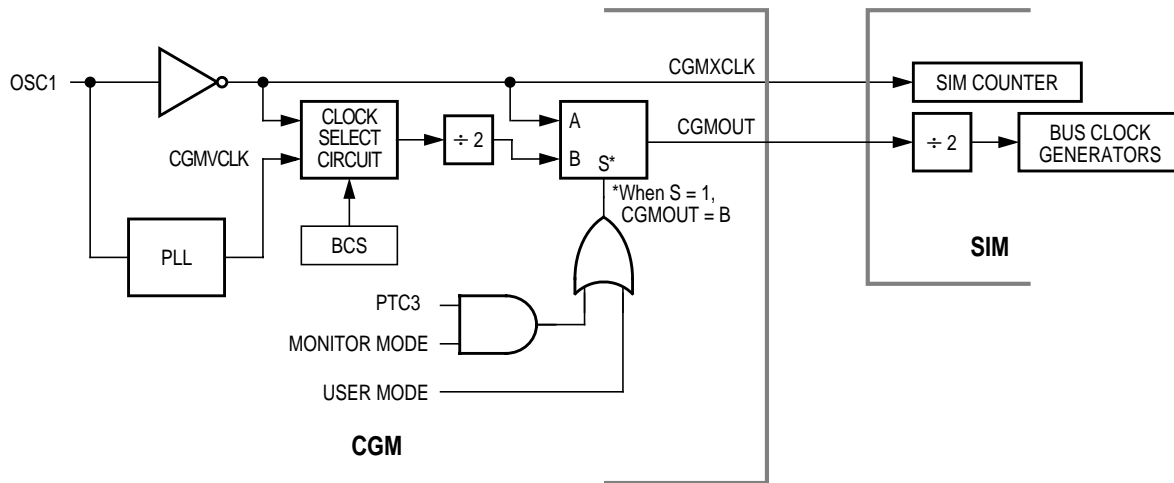 OSC1
CGMXCLK
SIM COUNTER
CLOCK
SELECT
CIRCUIT
CGMVCLK
÷ 2
A
B
S*
CGMOUT
÷ 2
BUS CLOCK
GENERATORS
*When S = 1,
CGMOUT = B
BCS
PLL
SIM
PTC3
MONITOR MODE
USER MODE
CGM